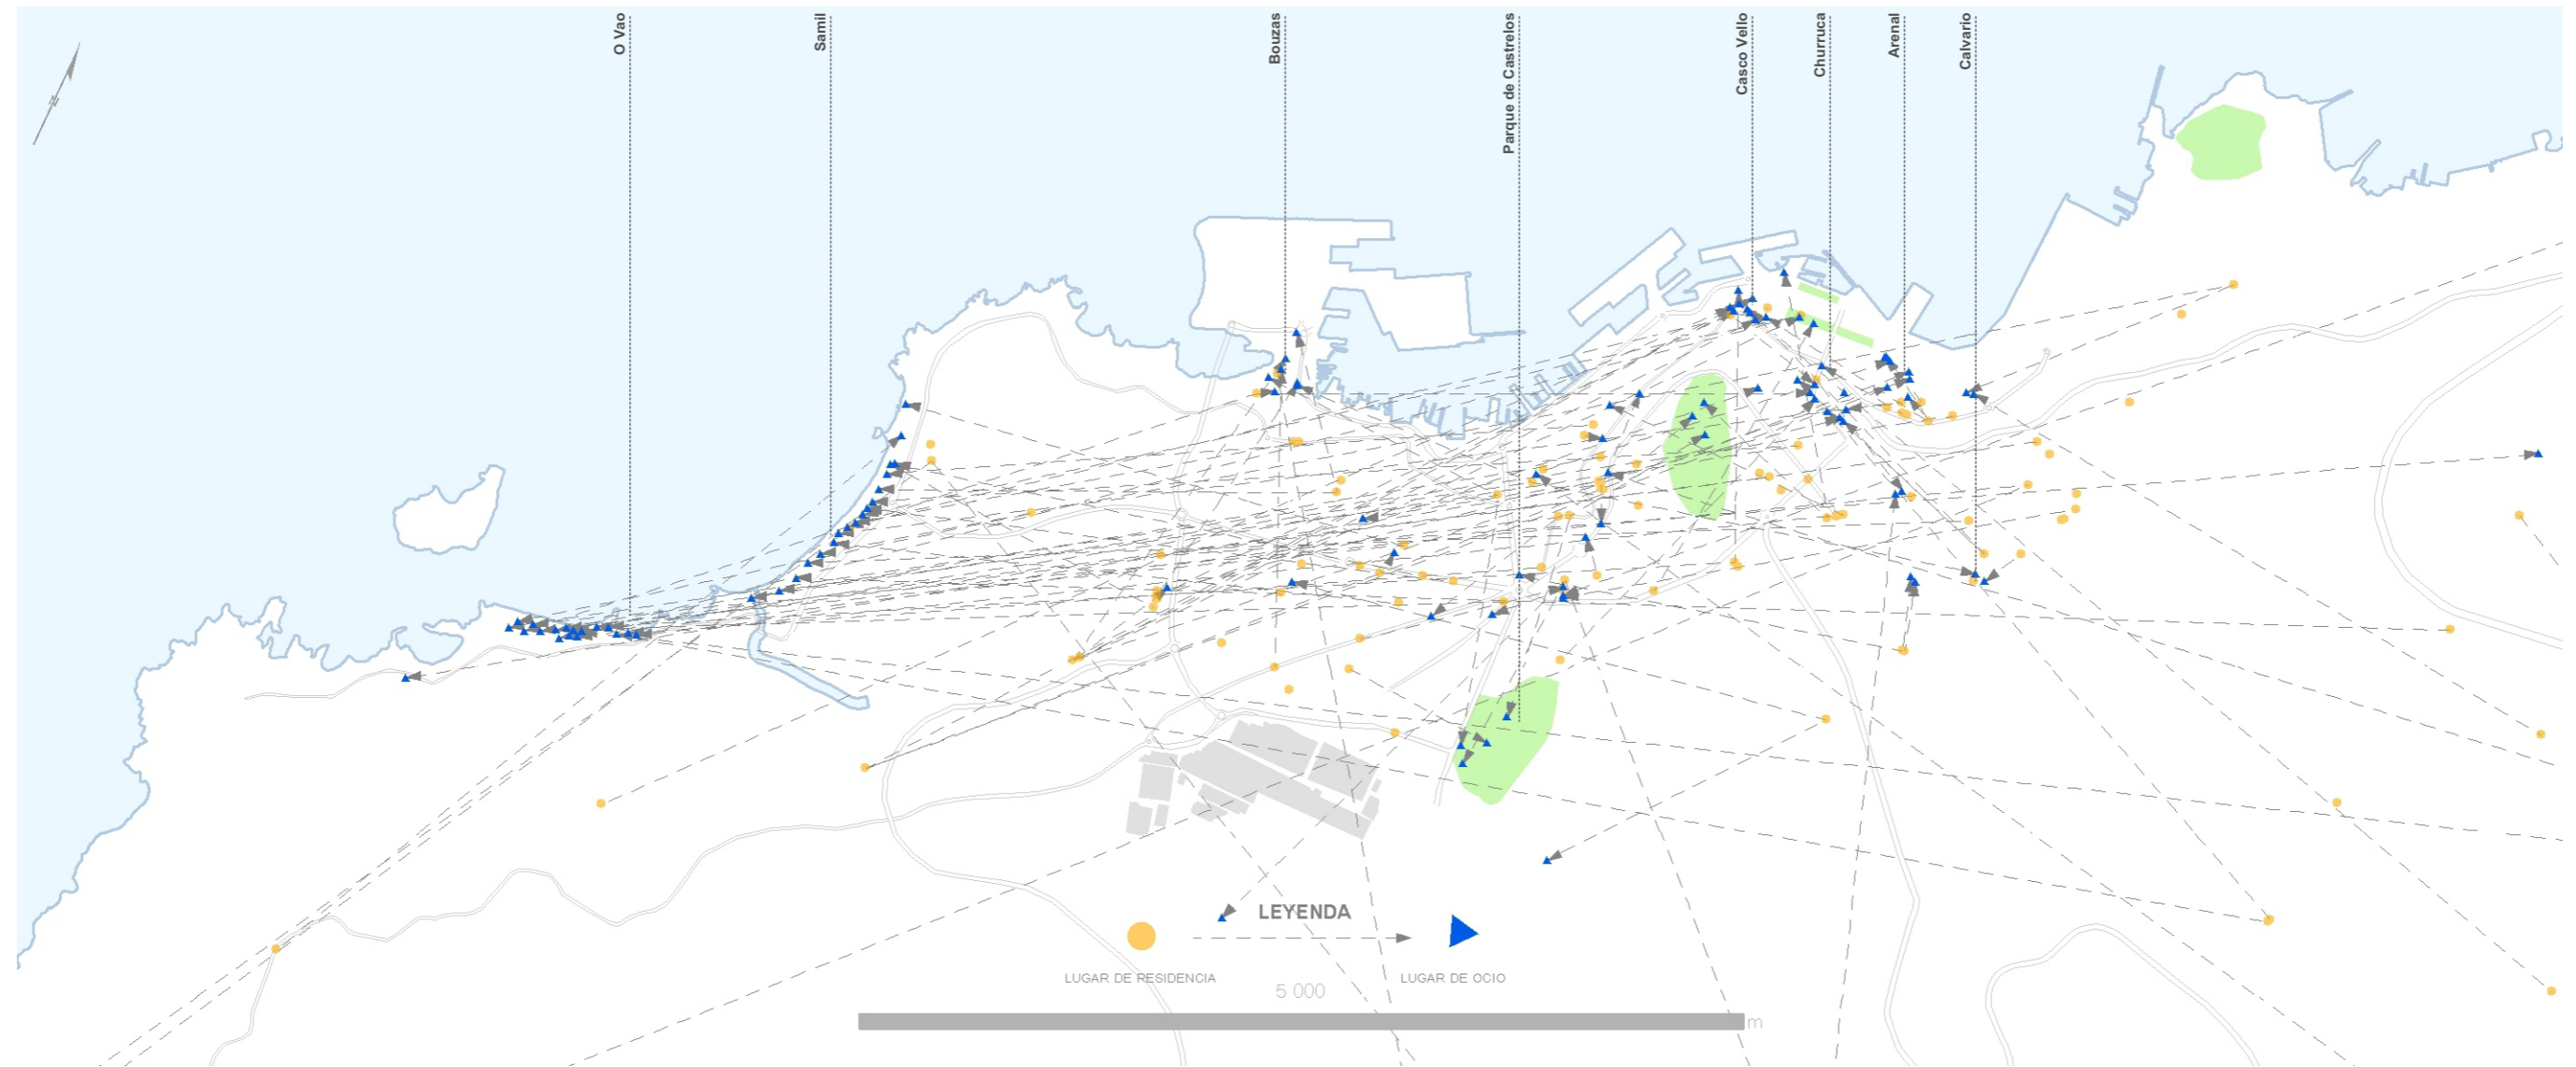 O Vao
Samil
Bouzas
Parque de Castrelos
Casco Vello
Churruca
Arenal
Calvario
N
LEYENDA
LUGAR DE RESIDENCIA
LUGAR DE OCIO
5 000
m